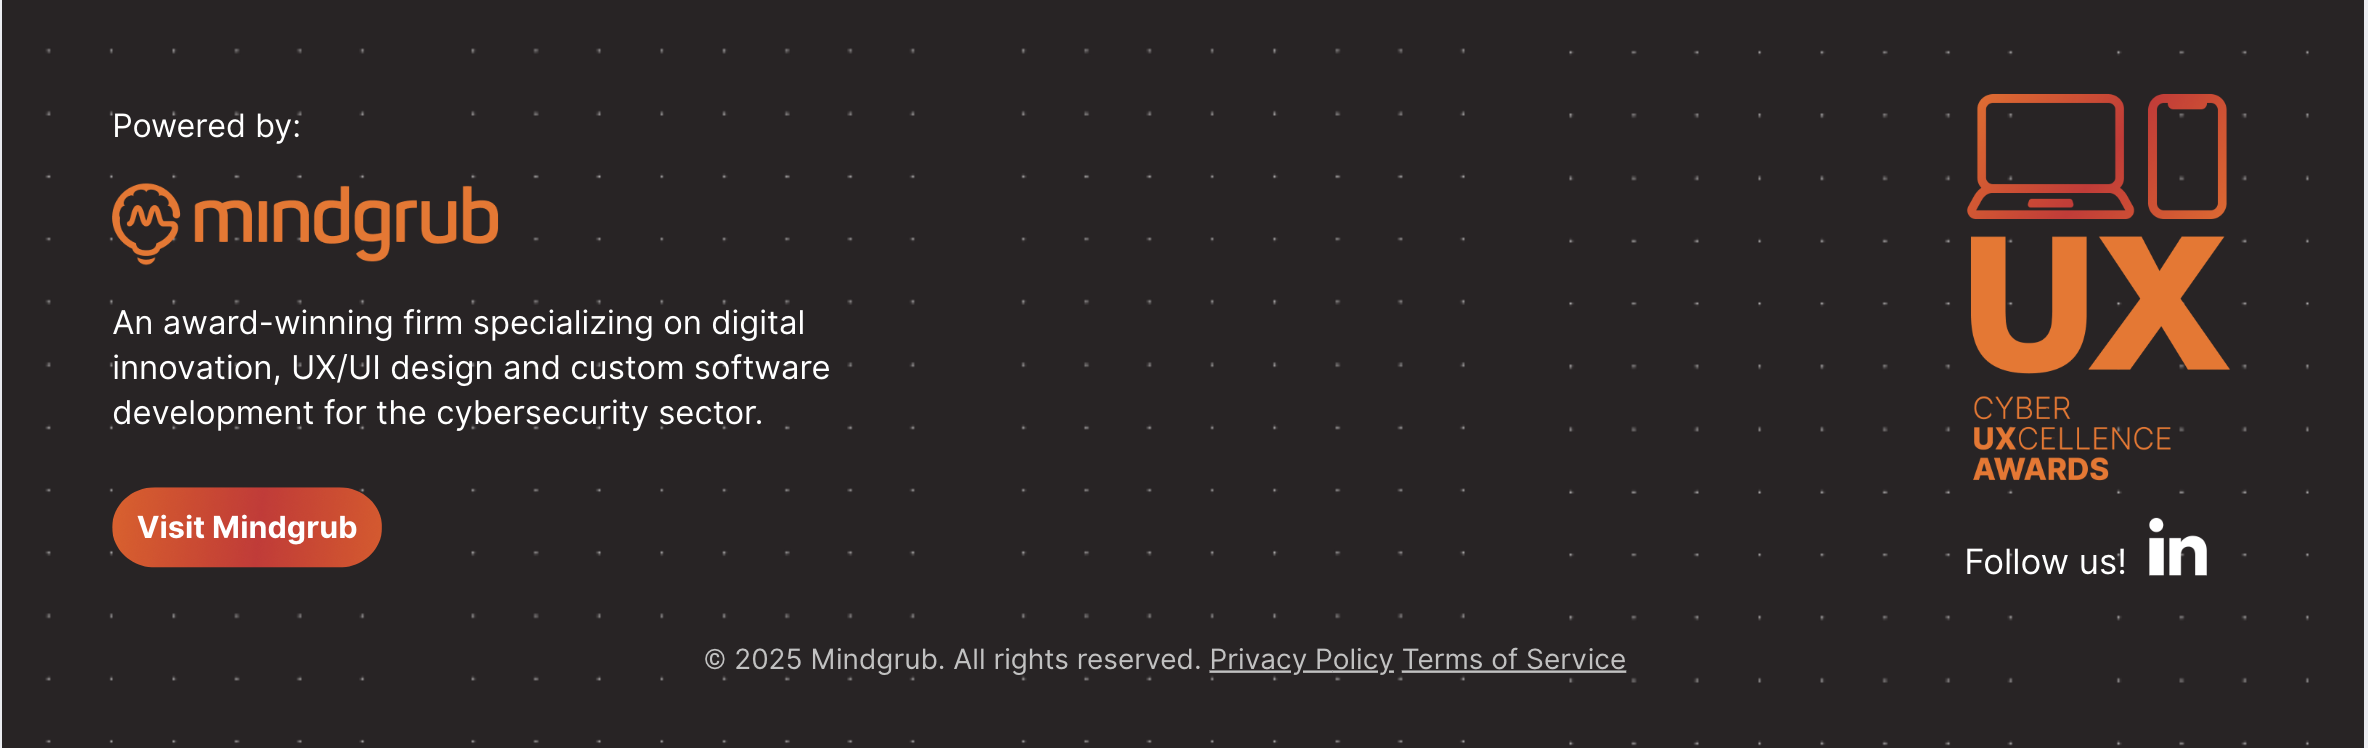 Powered by:
mindgrub
An award-winning firm specializing on digital
innovation, UX/UI design and custom software
development for the cybersecurity sector.
Visit Mindgrub
UX
CYBER
UXCELLENCE
AWARDS
Follow us! in
© 2025 Mindgrub. All rights reserved. Privacy Policy Terms of Service